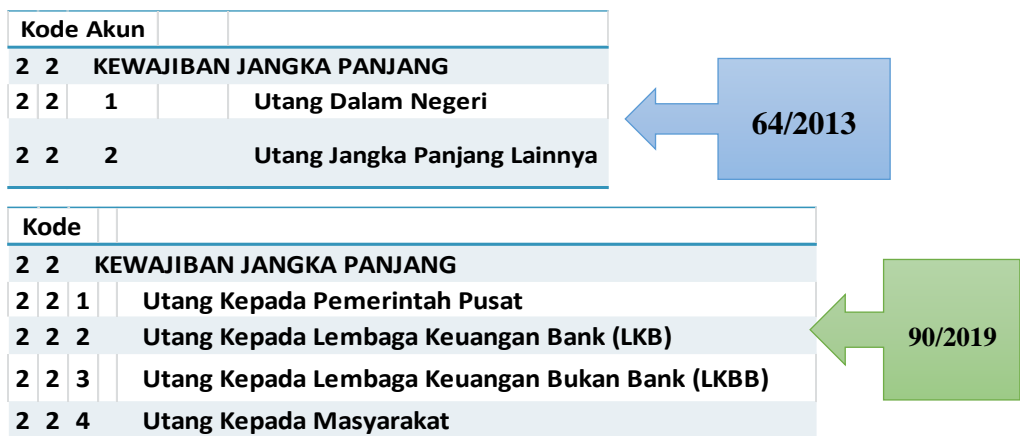 Kode Akun
2 2 KEWAJIBAN JANGKA PANJANG
2 2 1 Utang Dalam Negeri
2 2 2 Utang Jangka Panjang Lainnya
64/2013
Kode
2 2 KEWAJIBAN JANGKA PANJANG
2 2 1 Utang Kepada Pemerintah Pusat
2 2 2 Utang Kepada Lembaga Keuangan Bank (LKB)
2 2 3 Utang Kepada Lembaga Keuangan Bukan Bank (LKBB)
2 2 4 Utang Kepada Masyarakat
90/2019